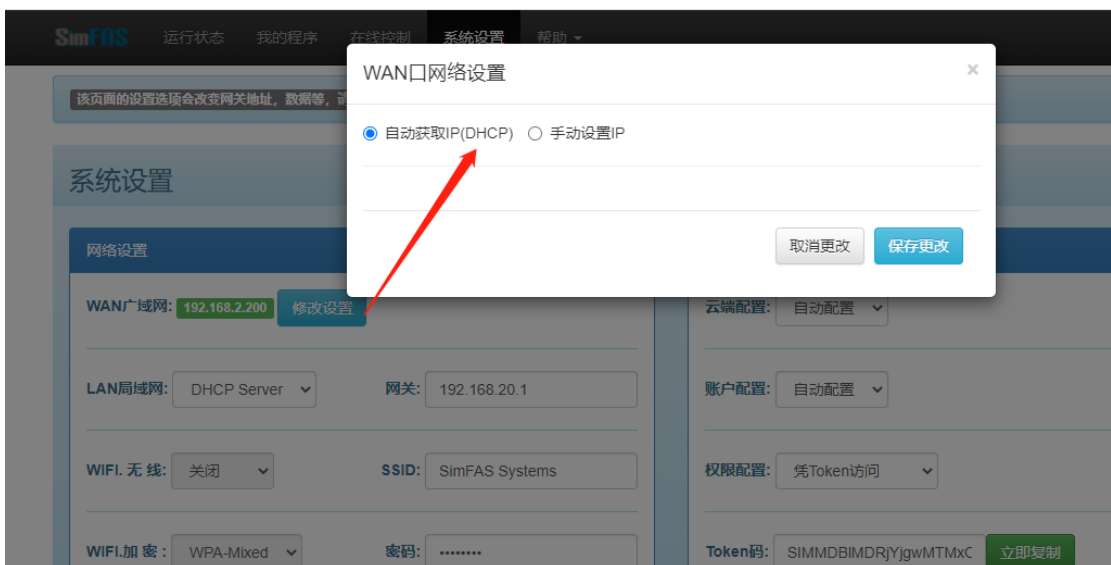 SimFAS 运行状态 我的程序 在线控制 系统设置 帮助
WAN口网络设置 ×
该页面的设置选项会改变网关地址，数据等，
自动获取IP(DHCP) 手动设置IP
系统设置
取消更改 保存更改
网络设置
WAN广域网: 192.168.2.200 修改设置 云端配置: 自动配置
LAN局域网: DHCP Server 网关: 192.168.20.1 账户配置: 自动配置
WIFI. 无 线: 关闭 SSID: SimFAS Systems 权限配置: 凭Token访问
WIFI.加 密 : WPA-Mixed 密码: ········ Token码: SIMMDBIMDRjYjgwMTMxC 立即复制